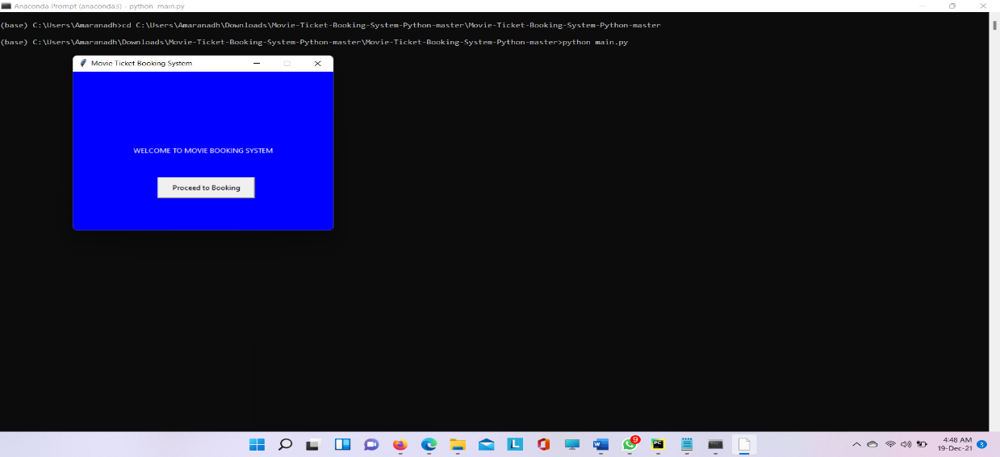 Anaconda Prompt (anaconda3) - python main.py
(base) C:\Users\Amaranadh>cd C:\Users\Amaranadh\Downloads\Movie-Ticket-Booking-System-Python-master\Movie-Ticket-Booking-System-Python-master
(base) C:\Users\Amaranadh\Downloads\Movie-Ticket-Booking-System-Python-master\Movie-Ticket-Booking-System-Python-master>python main.py
Movie Ticket Booking System
WELCOME TO MOVIE BOOKING SYSTEM
Proceed to Booking
L
W
9
PC
4:48 AM
19-Dec-21
3